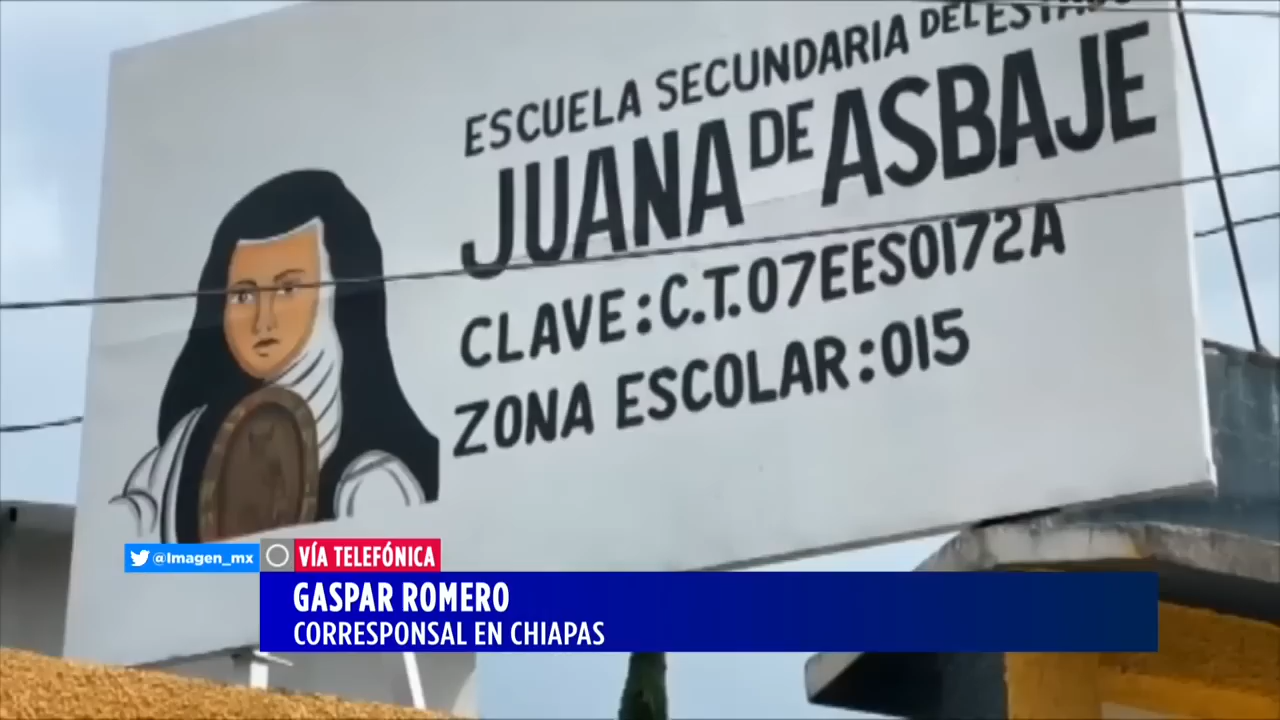 ESCUELA SECUNDARIA DEL ESTADO
JUANA DE ASBAJE
CLAVE:C.T.07EES0172A
ZONA ESCOLAR:015
@Imagen_mx
VÍA TELEFÓNICA
GASPAR ROMERO
CORRESPONSAL EN CHIAPAS